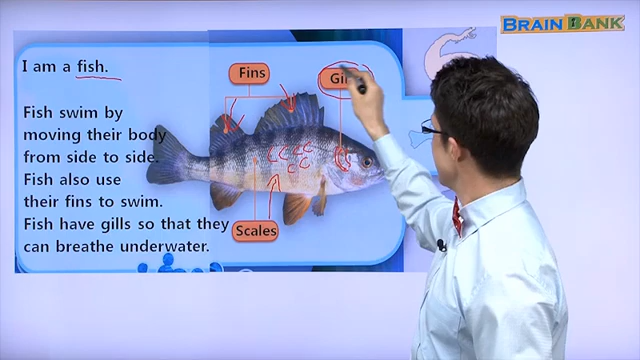 BRAIN BANK
I am a fish.
Fins
Fish swim by
moving their body
from side to side.
Fish also use
their fins to swim.
Fish have gills so that they
can breathe underwater.
Scales